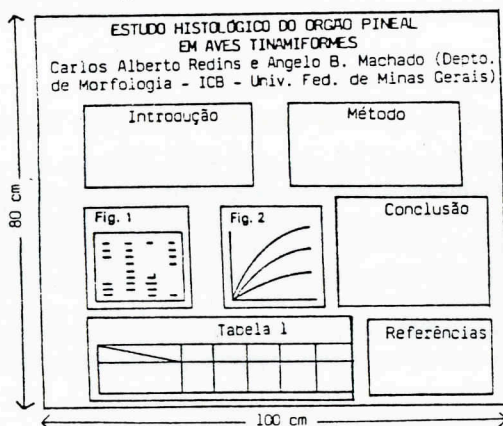 ESTUDO HISTOLÓGICO DO ORGÃO PINEAL
EM AVES TINAMIFORMES
Carlos Alberto Redins e Angelo B. Machado (Depto.
de Morfologia - ICB - Univ. Fed. de Minas Gerais)
Introdução
Método
80 cm
Fig. 1
Fig. 2
Conclusão
Tabela 1
Referências
100 cm